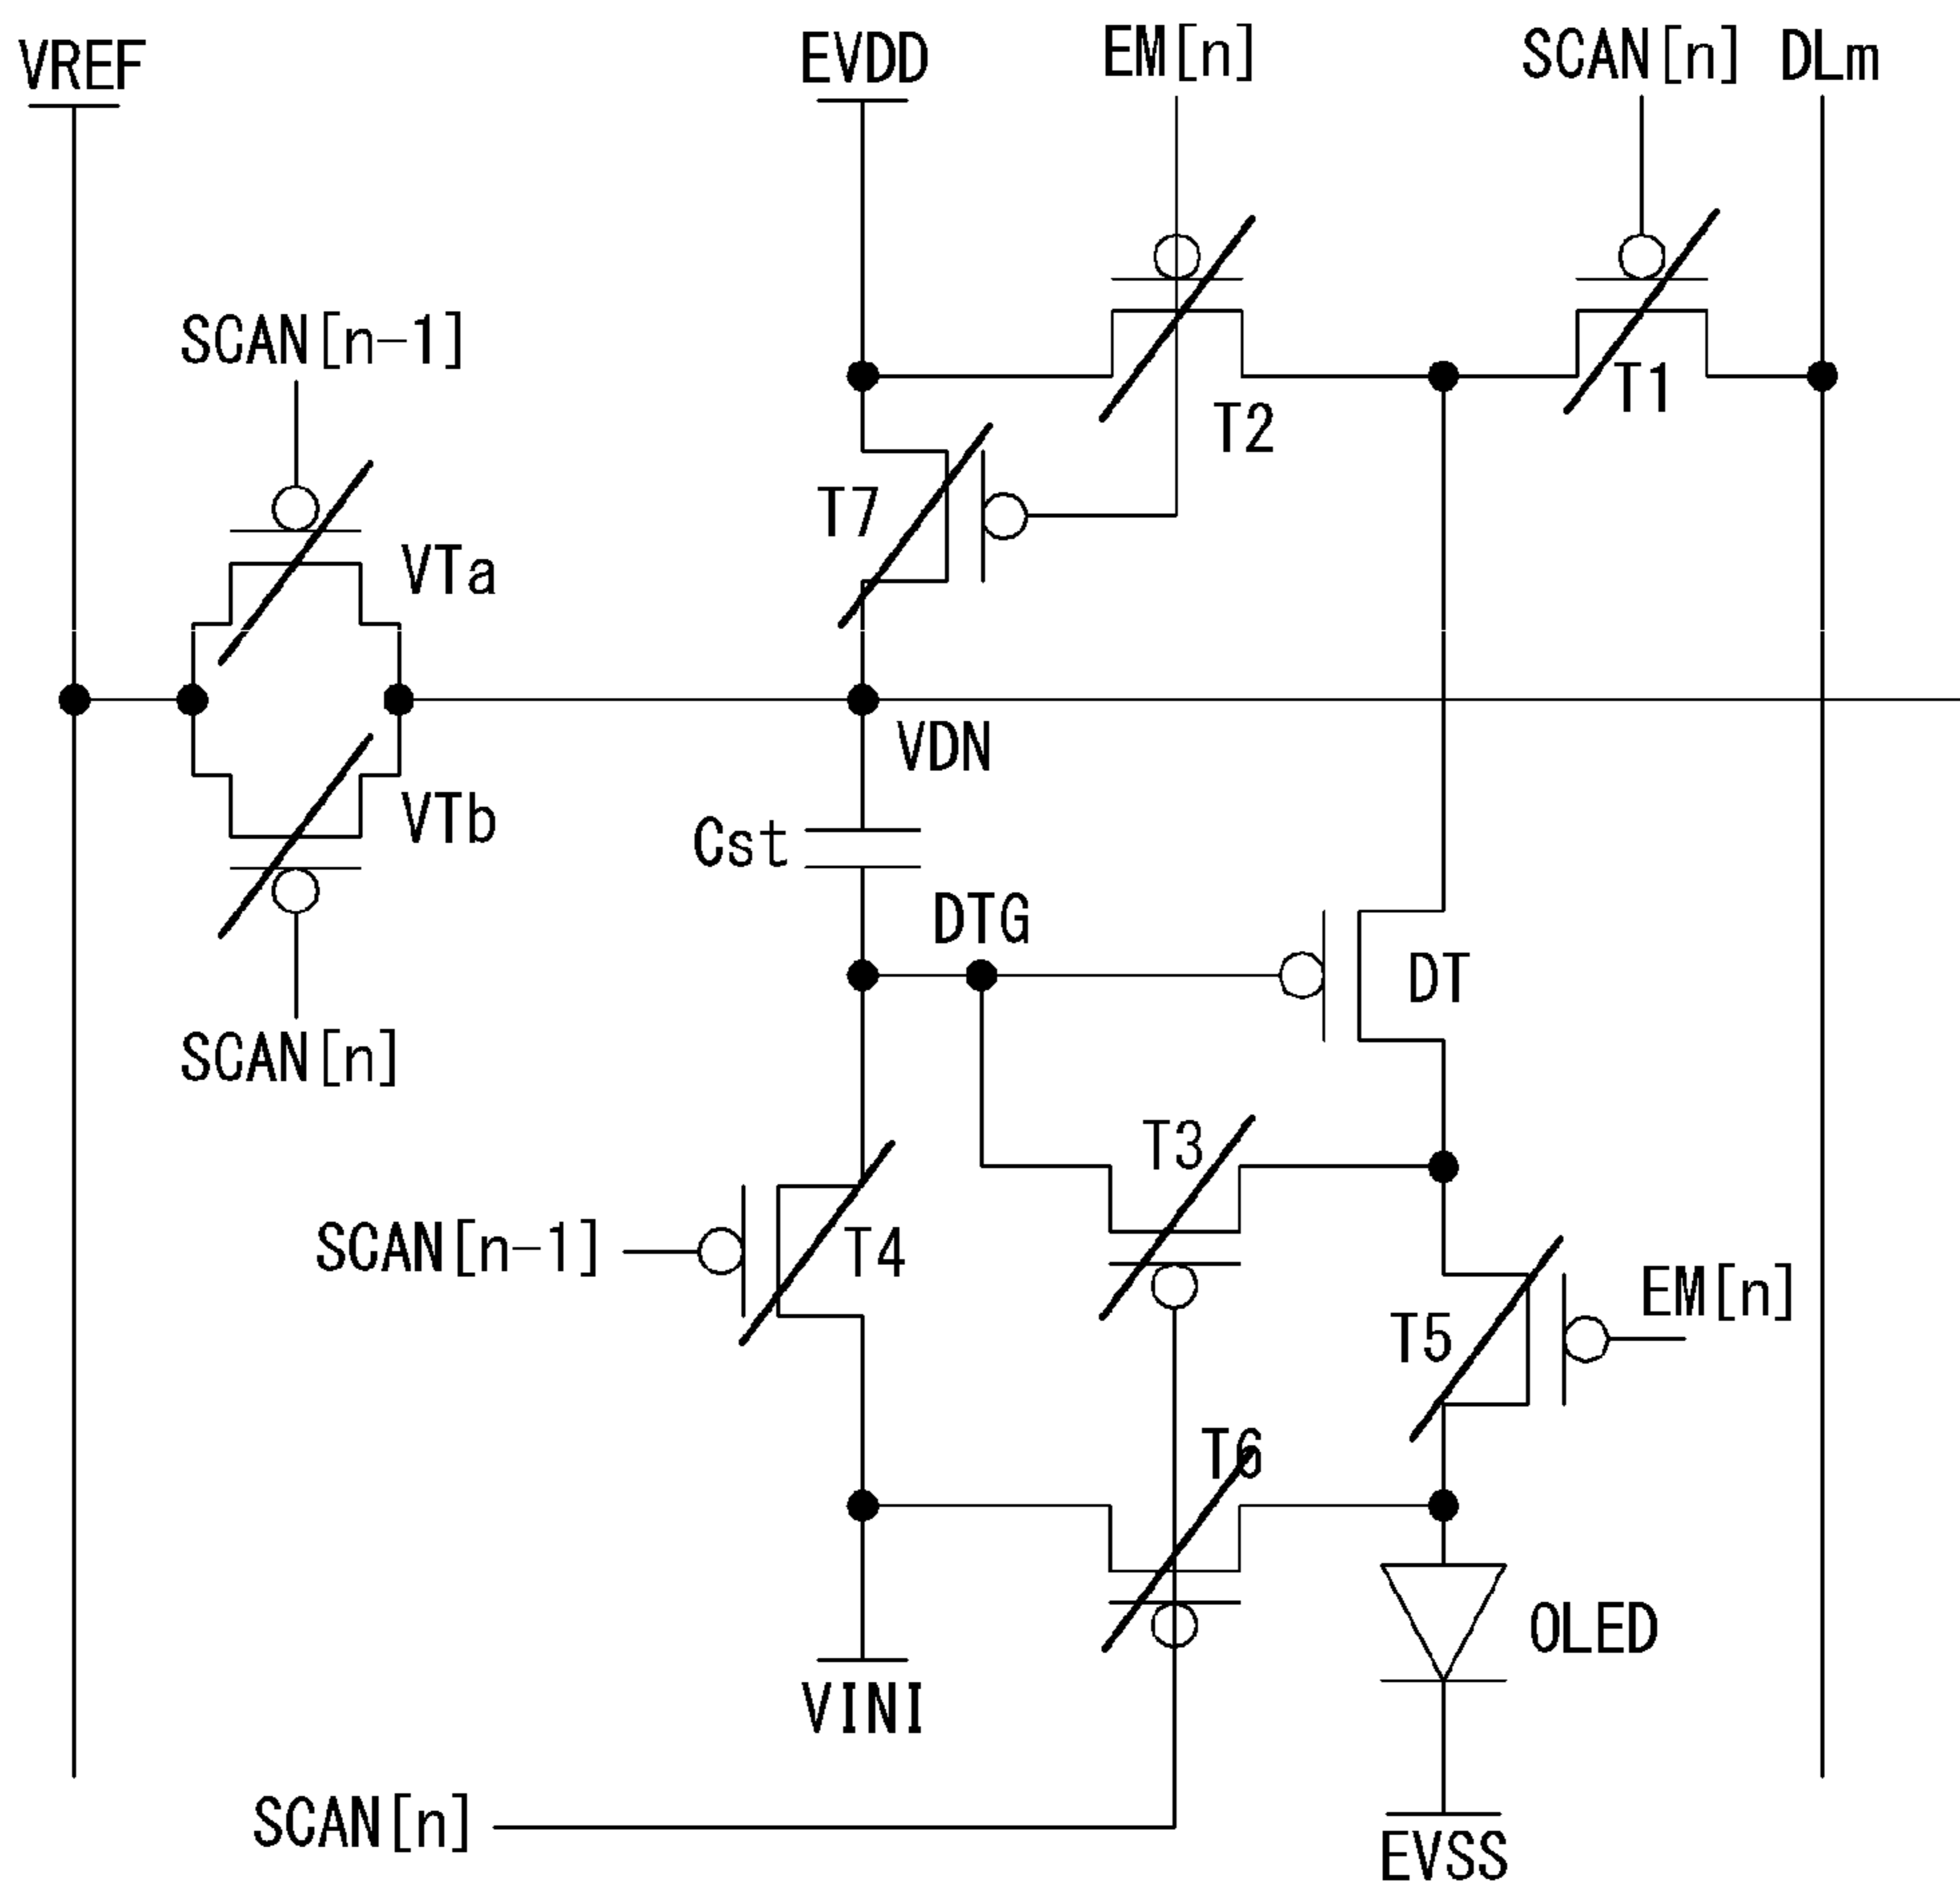 VREF
EVDD
EM[n]
SCAN[n]
DLm
SCAN[n-1]
T1
T2
T7
VTa
VDN
VTb
Cst
DTG
DT
SCAN[n]
T3
SCAN[n-1]
T4
EM[n]
T5
T6
OLED
VINI
SCAN[n]
EVSS